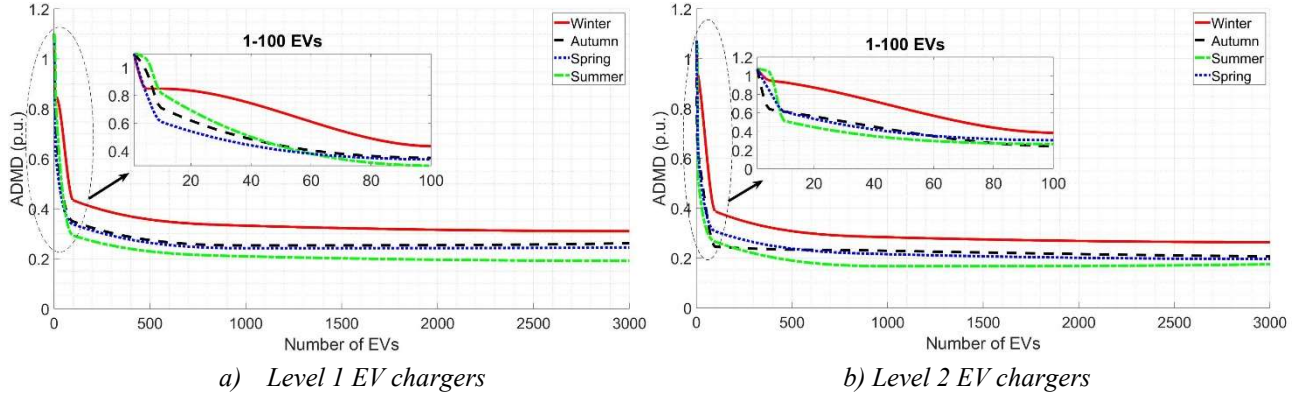 1.2
1
0.8
0.6
0.4
0.2
0
ADMD (p.u.)
0 500 1000 1500 2000 2500 3000
Number of EVs
a)
Winter
Autumn
Spring
Summer
1-100 EVs
1
0.8
0.6
0.4
20 40 60 80 100
a) Level 1 EV chargers
1.2
1
0.8
0.6
0.4
0.2
0
ADMD (p.u.)
0 500 1000 1500 2000 2500 3000
Number of EVs
b)
Winter
Autumn
Summer
Spring
1-100 EVs
1.2
1
0.8
0.6
0.4
0.2
0
20 40 60 80 100
b) Level 2 EV chargers